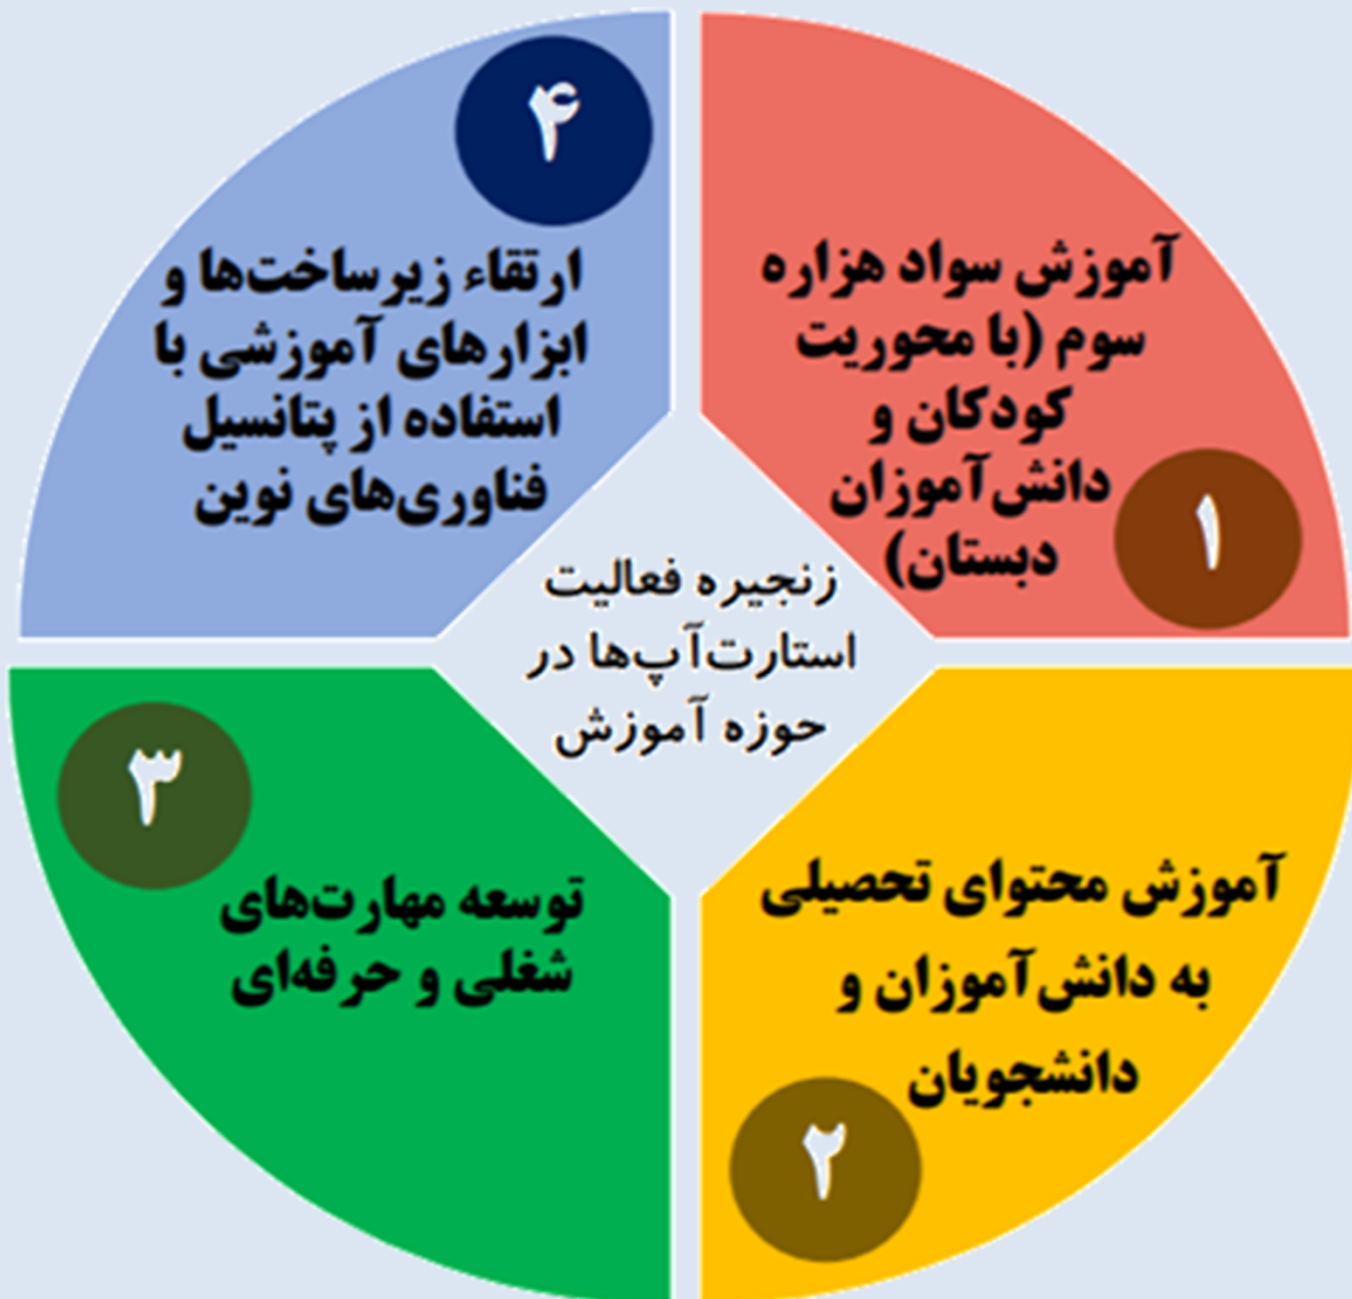 زنجیره فعالیت
استارت‌آپ‌ها در
حوزه آموزش
آموزش سواد هزاره
سوم (با محوریت
کودکان و
دانش‌آموزان
دبستان)
۱
آموزش محتوای تحصیلی
به دانش‌آموزان و
دانشجویان
۲
۳
توسعه مهارت‌های
شغلی و حرفه‌ای
۴
ارتقاء زیرساخت‌ها و
ابزارهای آموزشی با
استفاده از پتانسیل
فناوری‌های نوین